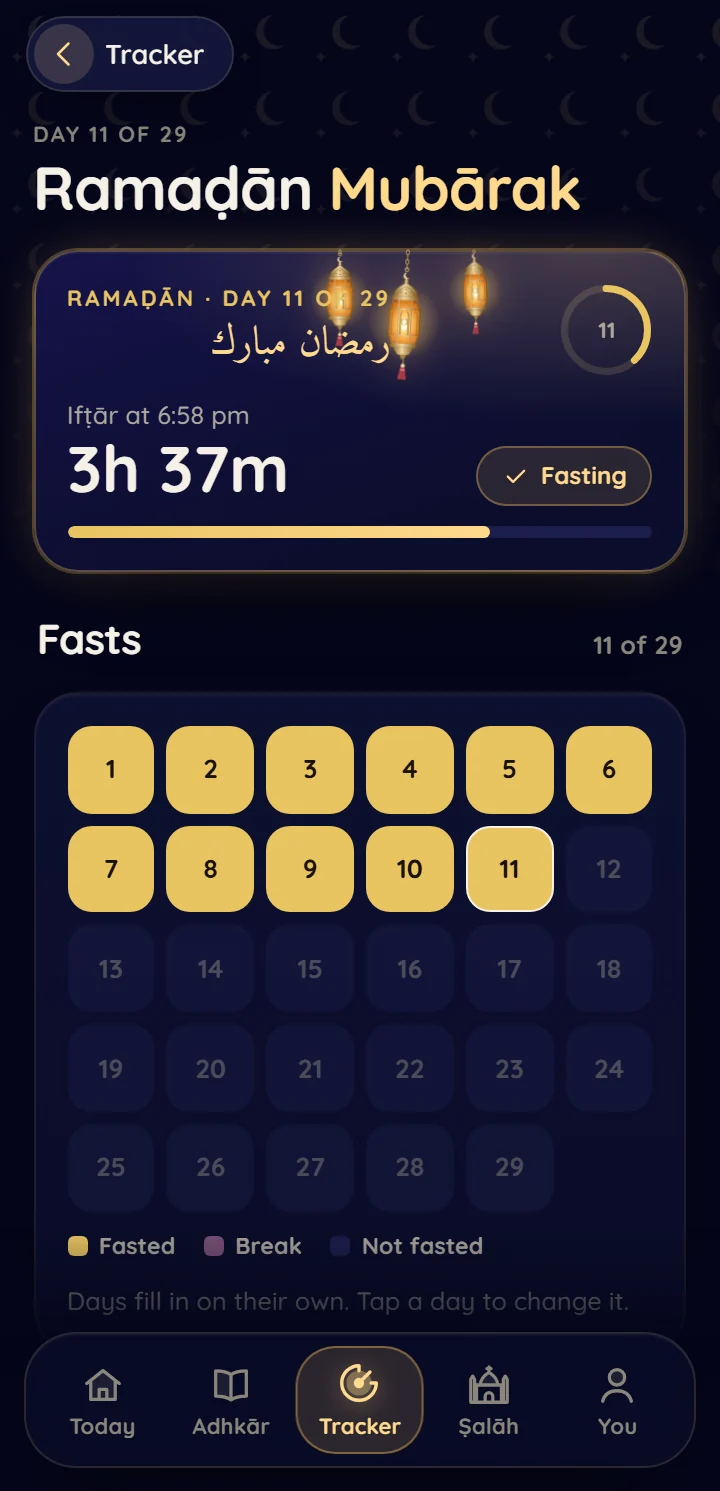 Tracker
DAY 11 OF 29
Ramaḍān Mubārak
RAMAḌĀN · DAY 11 OF 29
11
رمضان مبارك
Ifṭār at 6:58 pm
3h 37m
Fasting
Fasts
11 of 29
1 2 3 4 5 6
7 8 9 10 11 12
13 14 15 16 17 18
19 20 21 22 23 24
25 26 27 28 29
Fasted Break Not fasted
Days fill in on their own. Tap a day to change it.
Today Adhkār Tracker Ṣalāh You